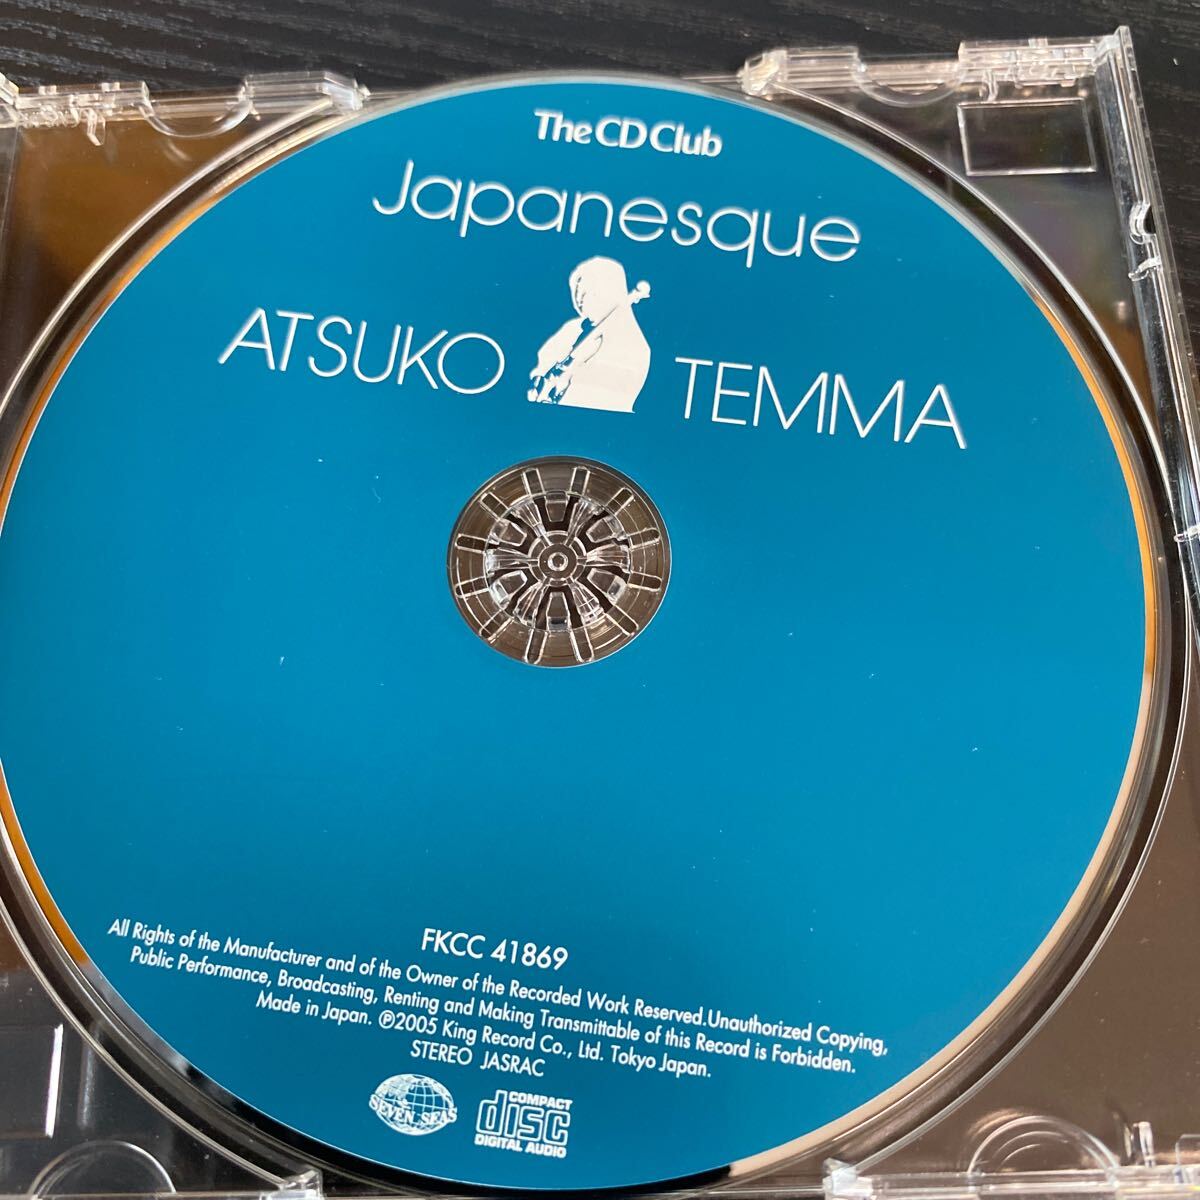 The CD Club
Japanesque
ATSUKO TEMMA
FKCC 41869
All Rights of the Manufacturer and of the Owner of the Recorded Work Reserved.Unauthorized Copying,
Public Performance, Broadcasting, Renting and Making Transmittable of this Record is Forbidden.
Made in Japan. ℗2005 King Record Co., Ltd. Tokyo Japan.
STEREO JASRAC
SEVEN SEAS
COMPACT
disc
DIGITAL AUDIO